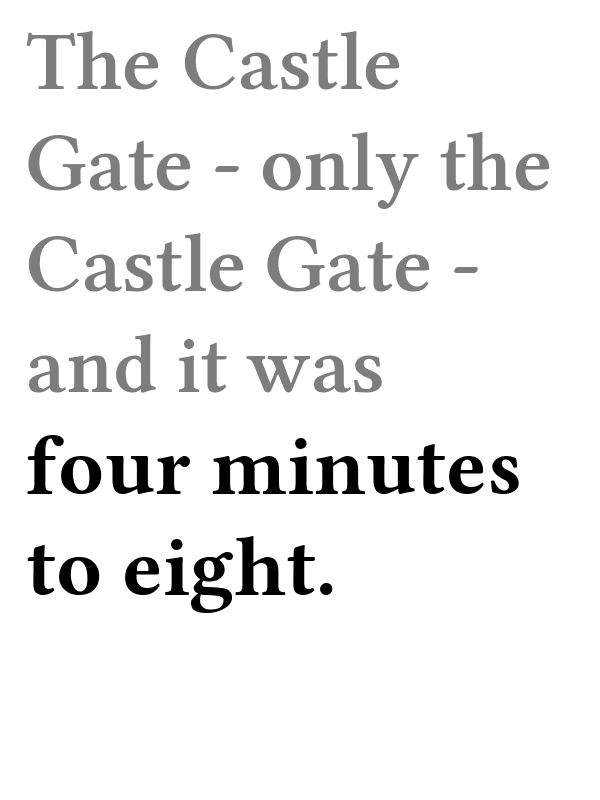 The Castle
Gate - only the
Castle Gate -
and it was
four minutes
to eight.